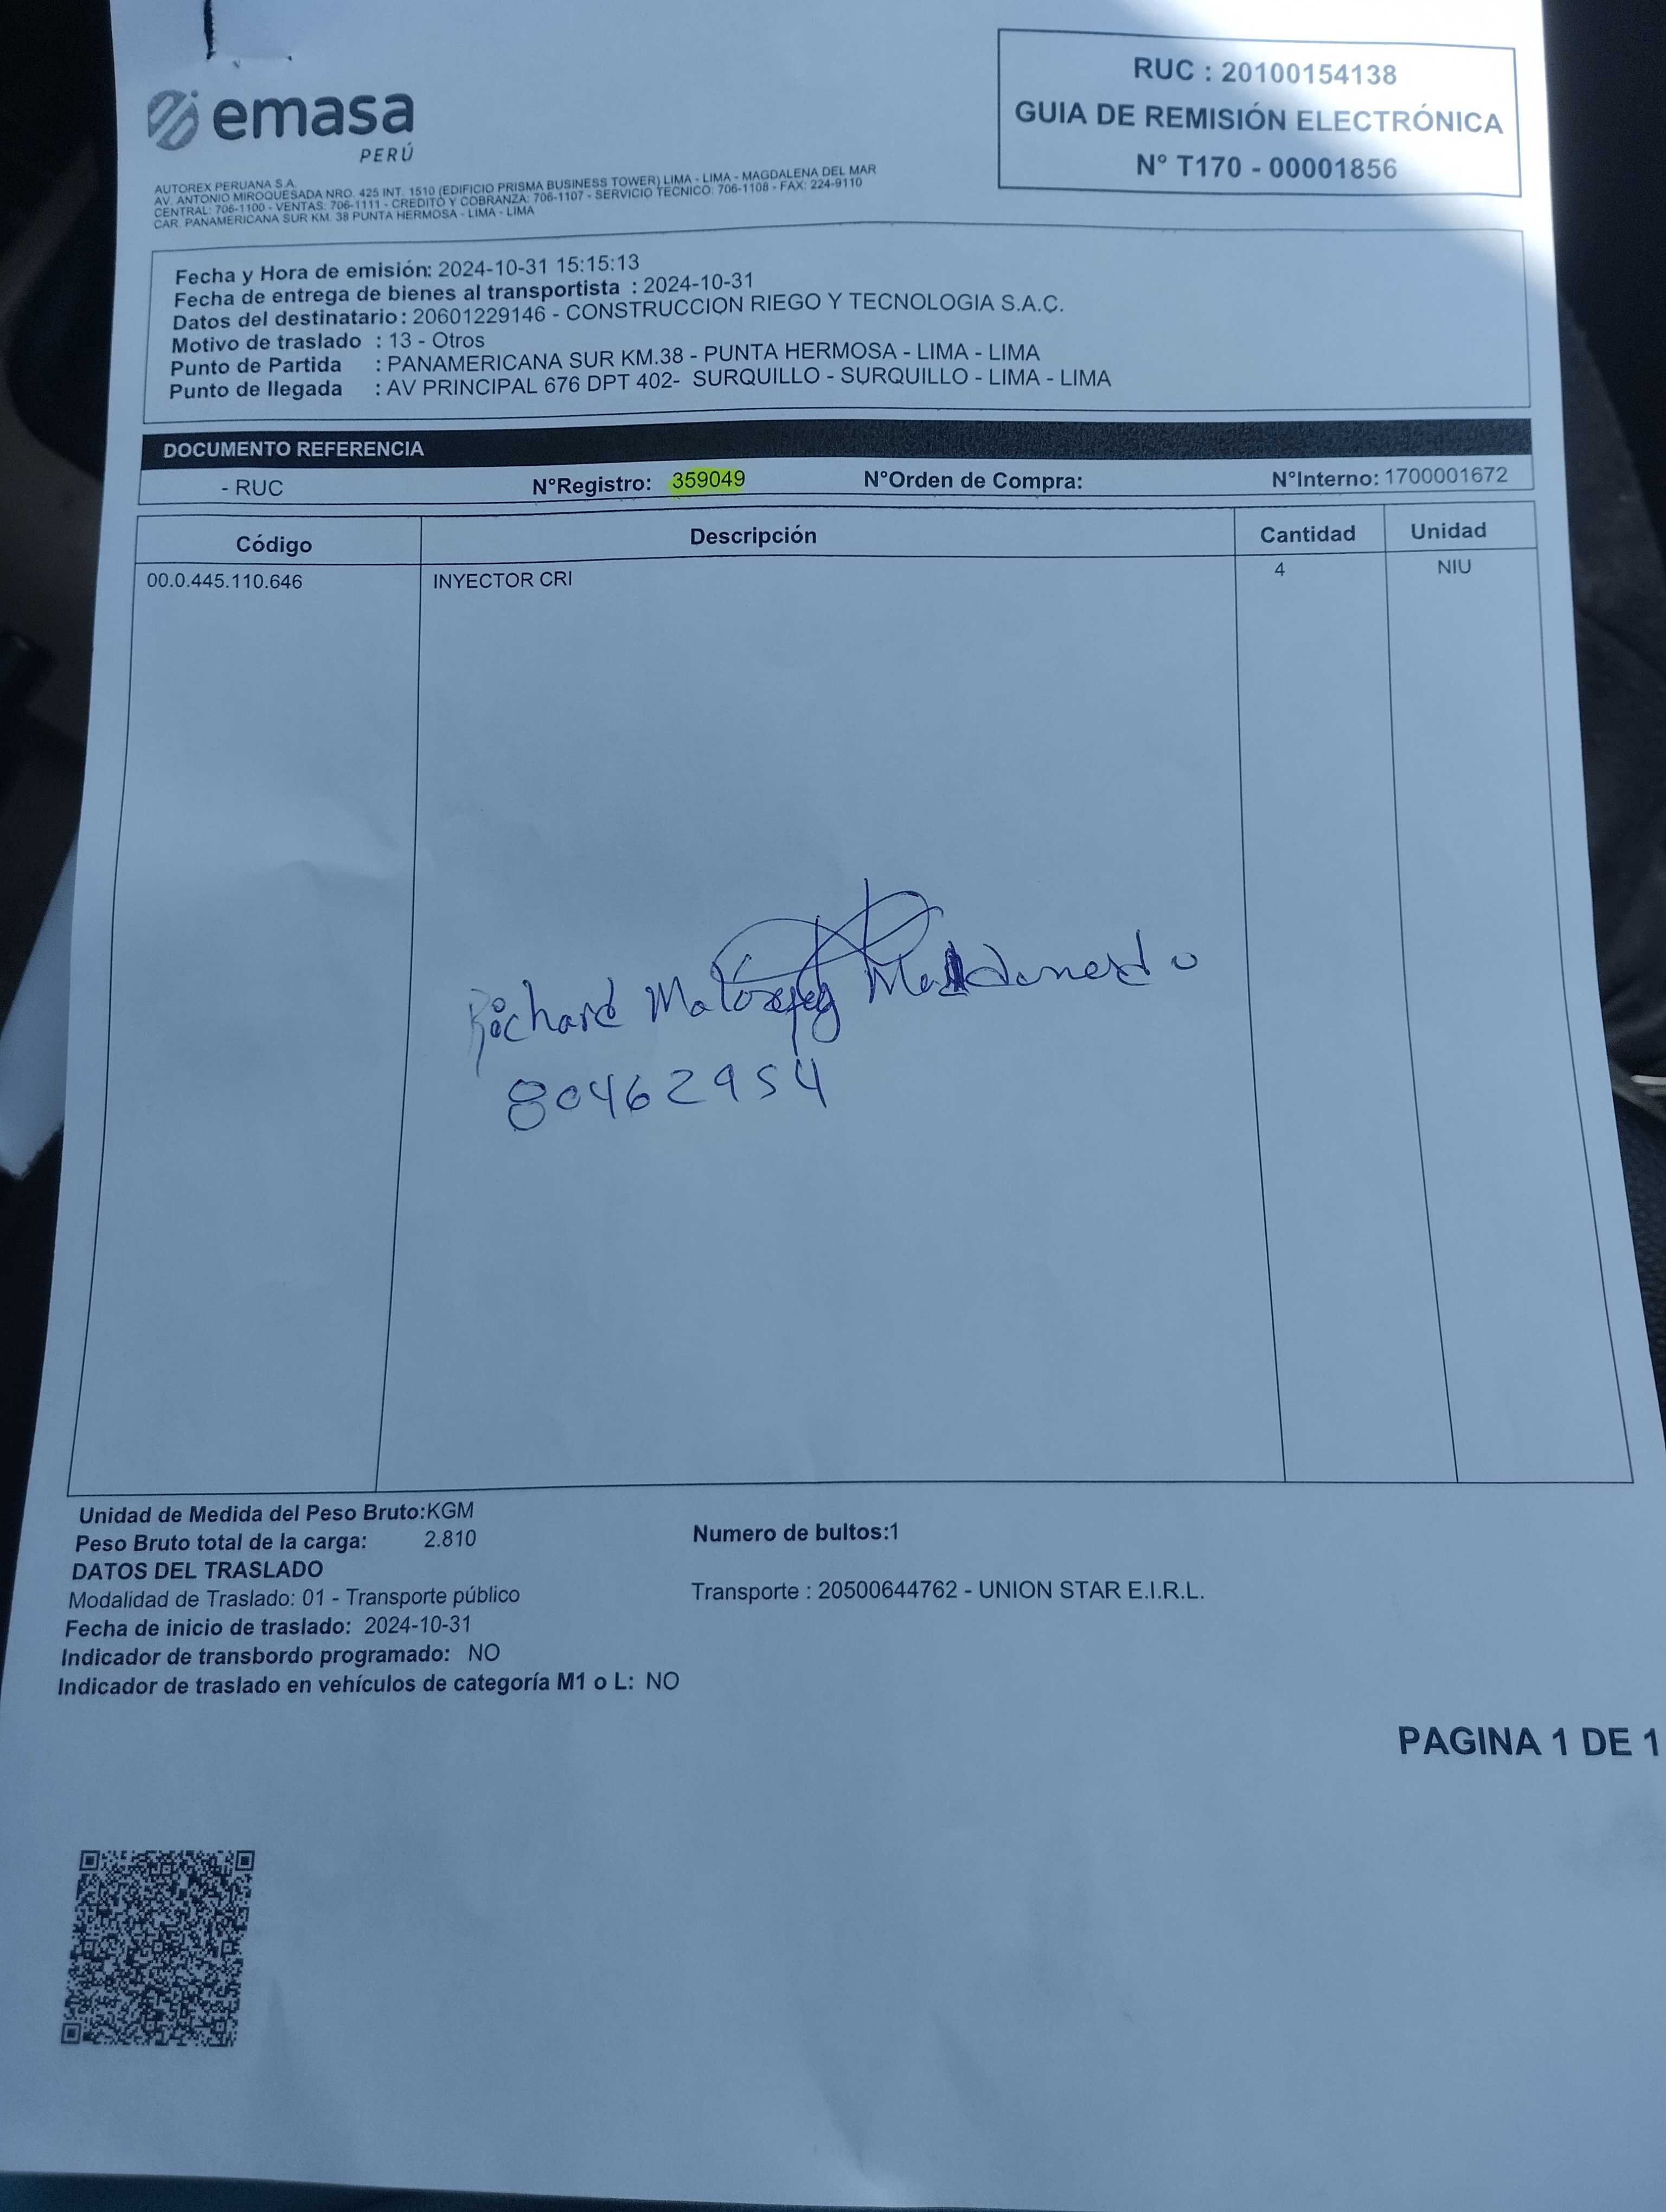 emasa
PERÚ
RUC : 20100154138
GUIA DE REMISIÓN ELECTRÓNICA
N° T170 - 00001856
AUTOREX PERUANA S.A.
AV. ANTONIO MIROQUESADA NRO. 425 INT. 1510 (EDIFICIO PRISMA BUSINESS TOWER) LIMA - LIMA - MAGDALENA DEL MAR
CENTRAL: 706-1100 - VENTAS: 706-1111 - CREDITO Y COBRANZA: 706-1107 - SERVICIO TECNICO: 706-1108 - FAX: 224-9110
CAR. PANAMERICANA SUR KM. 38 PUNTA HERMOSA - LIMA - LIMA
Fecha y Hora de emisión: 2024-10-31 15:15:13
Fecha de entrega de bienes al transportista : 2024-10-31
Datos del destinatario : 20601229146 - CONSTRUCCION RIEGO Y TECNOLOGIA S.A.C.
Motivo de traslado : 13 - Otros
Punto de Partida : PANAMERICANA SUR KM.38 - PUNTA HERMOSA - LIMA - LIMA
Punto de llegada : AV PRINCIPAL 676 DPT 402- SURQUILLO - SURQUILLO - LIMA - LIMA
DOCUMENTO REFERENCIA
- RUC N°Registro: 359049 N°Orden de Compra: N°Interno: 1700001672
Código Descripción Cantidad Unidad
00.0.445.110.646 INYECTOR CRI 4 NIU
Richard
80462954
Unidad de Medida del Peso Bruto:KGM
Peso Bruto total de la carga: 2.810 Numero de bultos:1
DATOS DEL TRASLADO
Modalidad de Traslado: 01 - Transporte público Transporte : 20500644762 - UNION STAR E.I.R.L.
Fecha de inicio de traslado: 2024-10-31
Indicador de transbordo programado: NO
Indicador de traslado en vehículos de categoría M1 o L: NO
PAGINA 1 DE 1